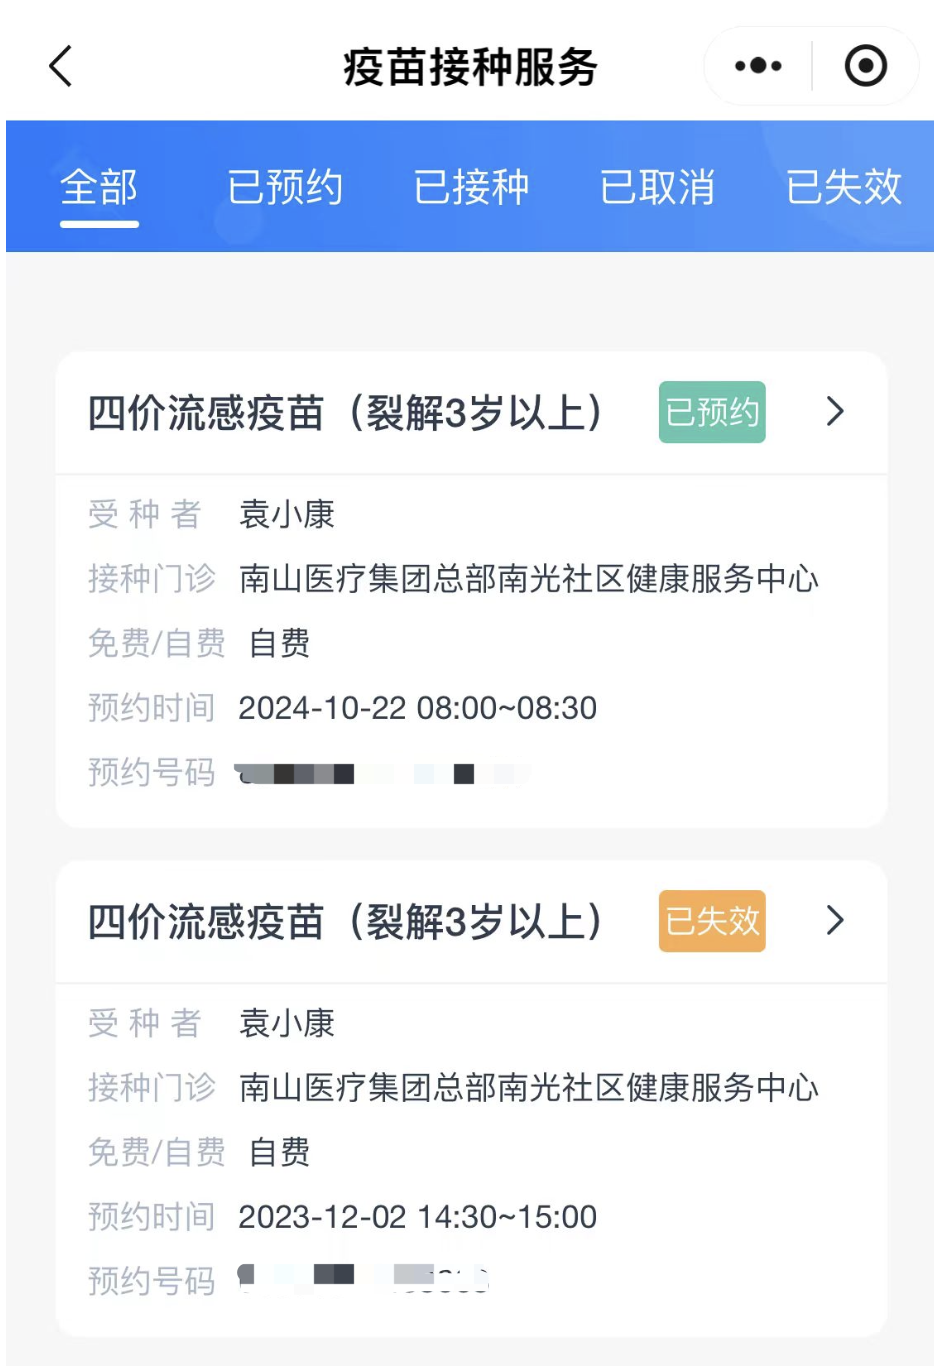 疫苗接种服务
全部 已预约 已接种 已取消 已失效
四价流感疫苗（裂解3岁以上） 已预约
受种者 袁小康
接种门诊 南山医疗集团总部南光社区健康服务中心
免费/自费 自费
预约时间 2024-10-22 08:00~08:30
预约号码
四价流感疫苗（裂解3岁以上） 已失效
受种者 袁小康
接种门诊 南山医疗集团总部南光社区健康服务中心
免费/自费 自费
预约时间 2023-12-02 14:30~15:00
预约号码